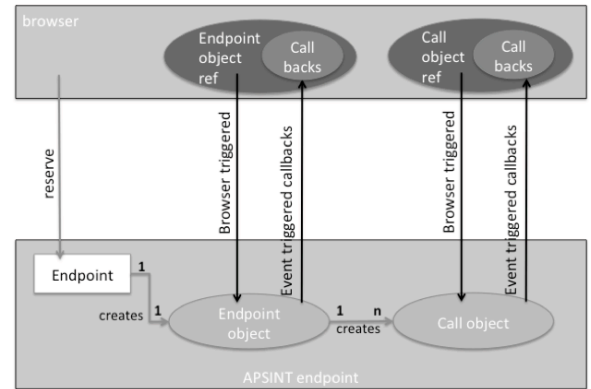 browser
Endpoint
object
ref
Call
backs
Call
object
ref
Call
backs
reserve
Browser triggered
Event triggered callbacks
Browser triggered
Event triggered callbacks
Endpoint
1
creates
1
Endpoint
object
1
n
creates
Call object
APSINT endpoint